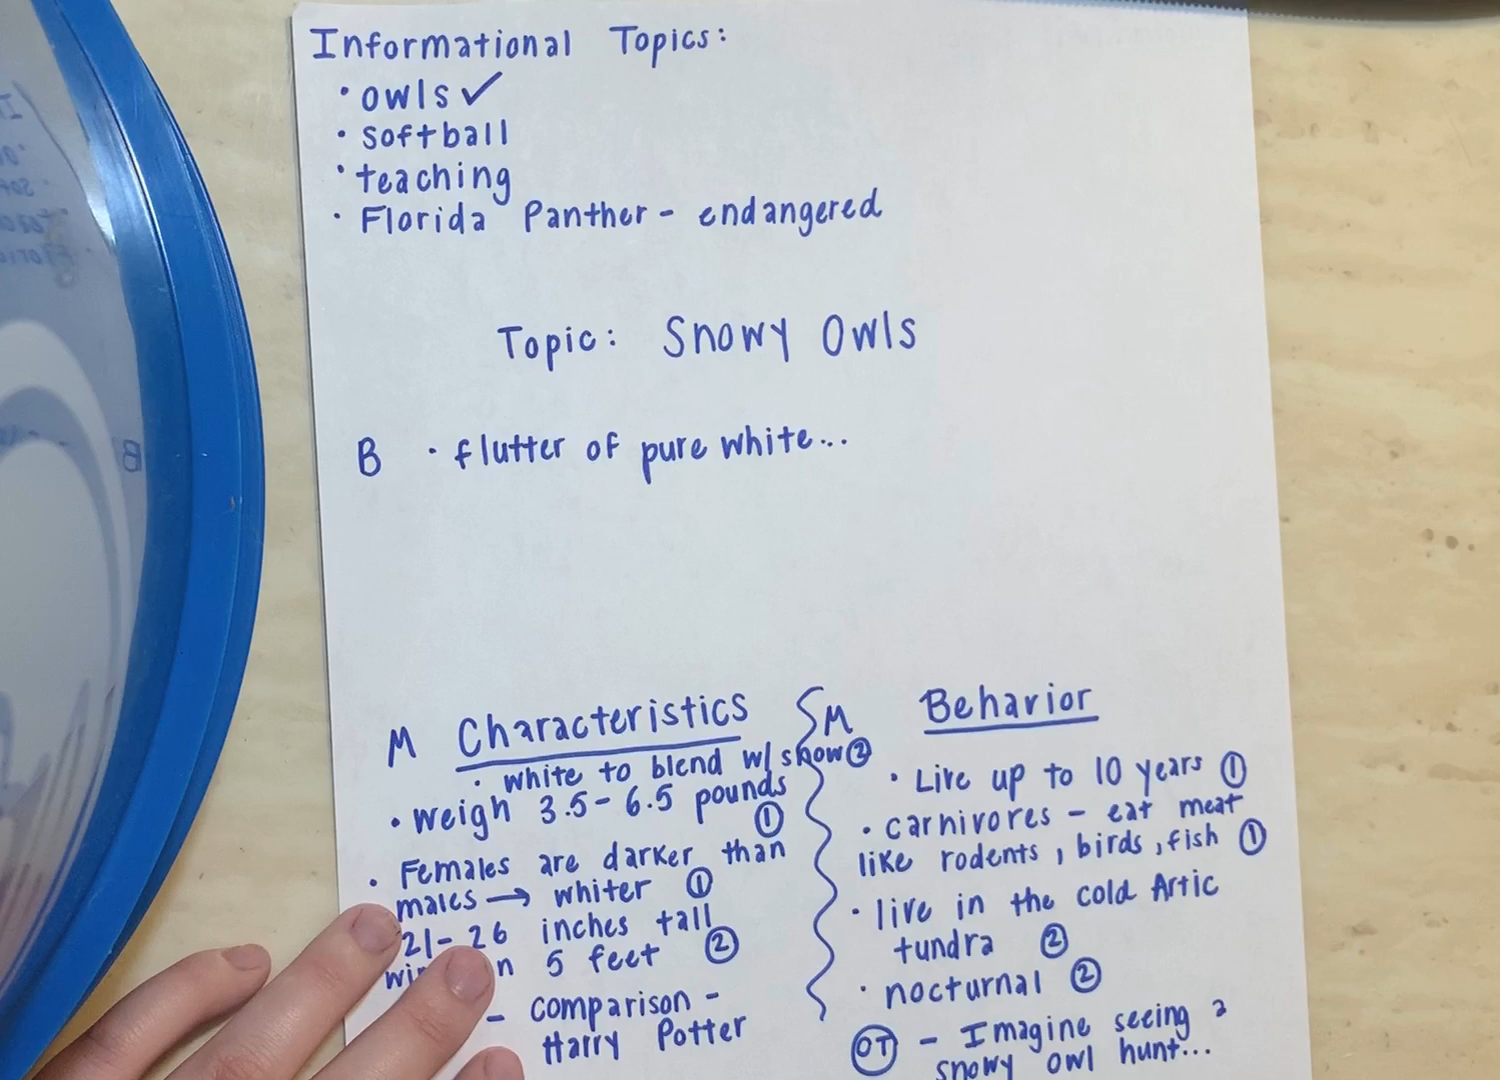 Informational Topics:
• owls ✓
• softball
• teaching
• Florida Panther - endangered
Topic: Snowy Owls
B • flutter of pure white...
M Characteristics
• white to blend w/ snow ②
• weigh 3.5-6.5 pounds
①
• Females are darker than
males → whiter ①
21-26 inches tall
5 feet ②
- comparison -
Harry Potter
M Behavior
• Live up to 10 years ①
• carnivores - eat meat
like rodents, birds, fish ①
• live in the cold Artic
tundra ②
• nocturnal ②
OT - Imagine seeing a
snowy owl hunt...